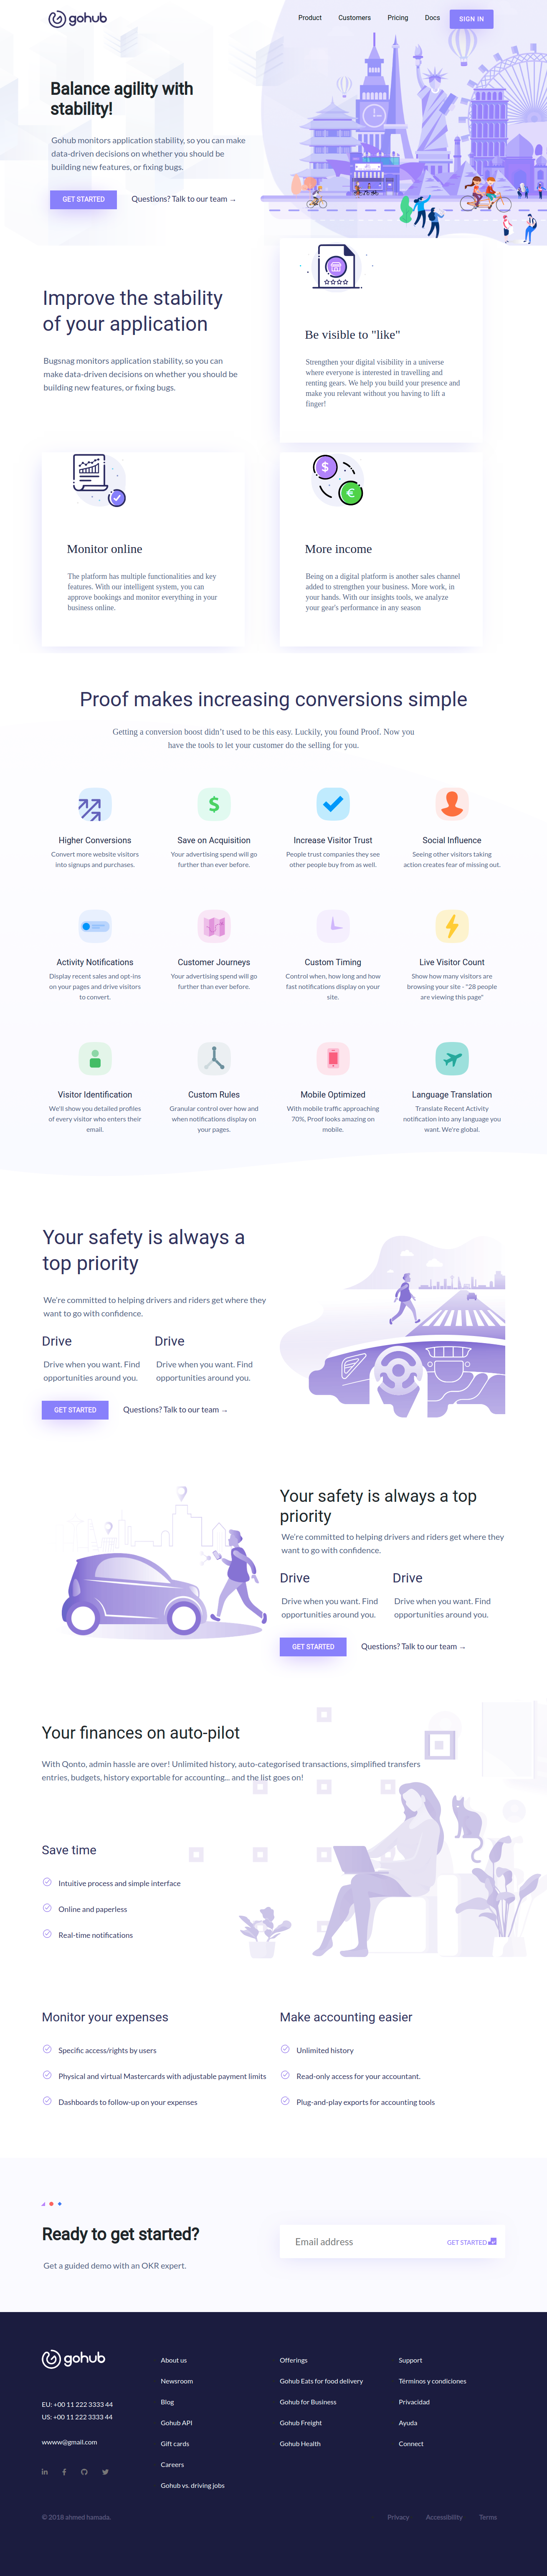 gohub
Product Customers Pricing Docs SIGN IN
Balance agility with
stability!
Gohub monitors application stability, so you can make
data-driven decisions on whether you should be
building new features, or fixing bugs.
GET STARTED
Questions? Talk to our team →
Improve the stability
of your application
Bugsnag monitors application stability, so you can
make data-driven decisions on whether you should be
building new features, or fixing bugs.
Be visible to "like"
Strengthen your digital visibility in a universe
where everyone is interested in travelling and
renting gears. We help you build your presence and
make you relevant without you having to lift a
finger!
Monitor online
The platform has multiple functionalities and key
features. With our intelligent system, you can
approve bookings and monitor everything in your
business online.
$
€
More income
Being on a digital platform is another sales channel
added to strengthen your business. More work, in
your hands. With our insights tools, we analyze
your gear's performance in any season
Proof makes increasing conversions simple
Getting a conversion boost didn’t used to be this easy. Luckily, you found Proof. Now you
have the tools to let your customer do the selling for you.
$
Higher Conversions
Convert more website visitors
into signups and purchases.
Save on Acquisition
Your advertising spend will go
further than ever before.
Increase Visitor Trust
People trust companies they see
other people buy from as well.
Social Influence
Seeing other visitors taking
action creates fear of missing out.
Activity Notifications
Display recent sales and opt-ins
on your pages and drive visitors
to convert.
Customer Journeys
Your advertising spend will go
further than ever before.
Custom Timing
Control when, how long and how
fast notifications display on your
site.
Live Visitor Count
Show how many visitors are
browsing your site - "28 people
are viewing this page"
Visitor Identification
We'll show you detailed profiles
of every visitor who enters their
email.
Custom Rules
Granular control over how and
when notifications display on
your pages.
Mobile Optimized
With mobile traffic approaching
70%, Proof looks amazing on
mobile.
Language Translation
Translate Recent Activity
notification into any language you
want. We're global.
Your safety is always a
top priority
We're committed to helping drivers and riders get where they
want to go with confidence.
Drive
Drive when you want. Find
opportunities around you.
Drive
Drive when you want. Find
opportunities around you.
GET STARTED
Questions? Talk to our team →
Your safety is always a top
priority
We're committed to helping drivers and riders get where they
want to go with confidence.
Drive
Drive when you want. Find
opportunities around you.
Drive
Drive when you want. Find
opportunities around you.
GET STARTED
Questions? Talk to our team →
Your finances on auto-pilot
With Qonto, admin hassle are over! Unlimited history, auto-categorised transactions, simplified transfers
entries, budgets, history exportable for accounting... and the list goes on!
Save time
Intuitive process and simple interface
Online and paperless
Real-time notifications
Monitor your expenses
Specific access/rights by users
Physical and virtual Mastercards with adjustable payment limits
Dashboards to follow-up on your expenses
Make accounting easier
Unlimited history
Read-only access for your accountant.
Plug-and-play exports for accounting tools
Ready to get started?
Get a guided demo with an OKR expert.
Email address
GET STARTED
gohub
EU: +00 11 222 3333 44
US: +00 11 222 3333 44
wwww@gmail.com
About us
Newsroom
Blog
Gohub API
Gift cards
Careers
Gohub vs. driving jobs
Offerings
Gohub Eats for food delivery
Gohub for Business
Gohub Freight
Gohub Health
Support
Términos y condiciones
Privacidad
Ayuda
Connect
© 2018 ahmed hamada.
Privacy Accessibility Terms